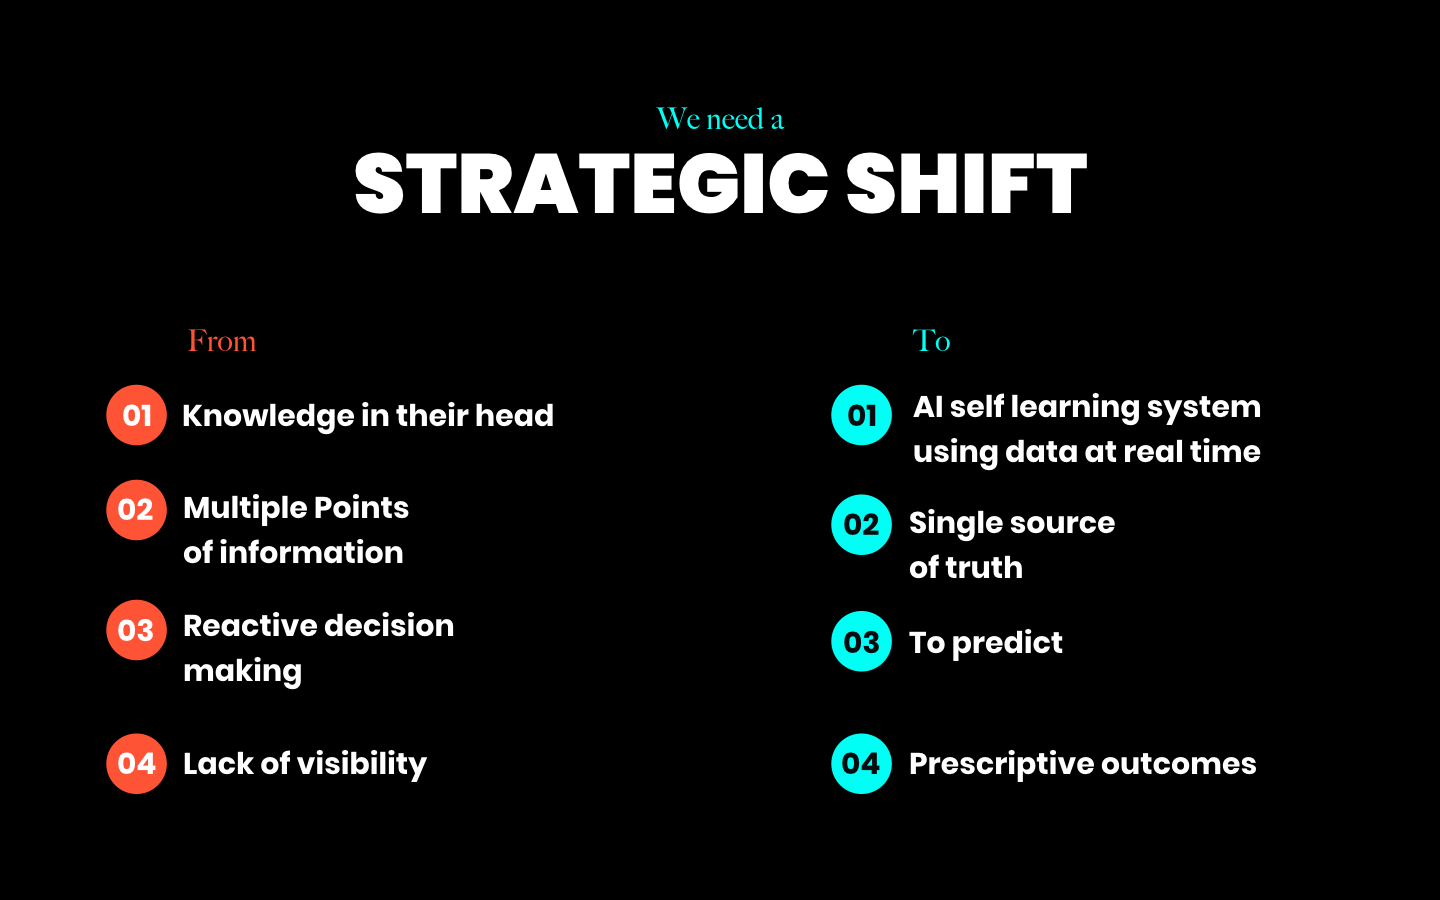 We need a
STRATEGIC SHIFT
From
01 Knowledge in their head
02 Multiple Points
of information
03 Reactive decision
making
04 Lack of visibility
To
01 AI self learning system
using data at real time
02 Single source
of truth
03 To predict
04 Prescriptive outcomes